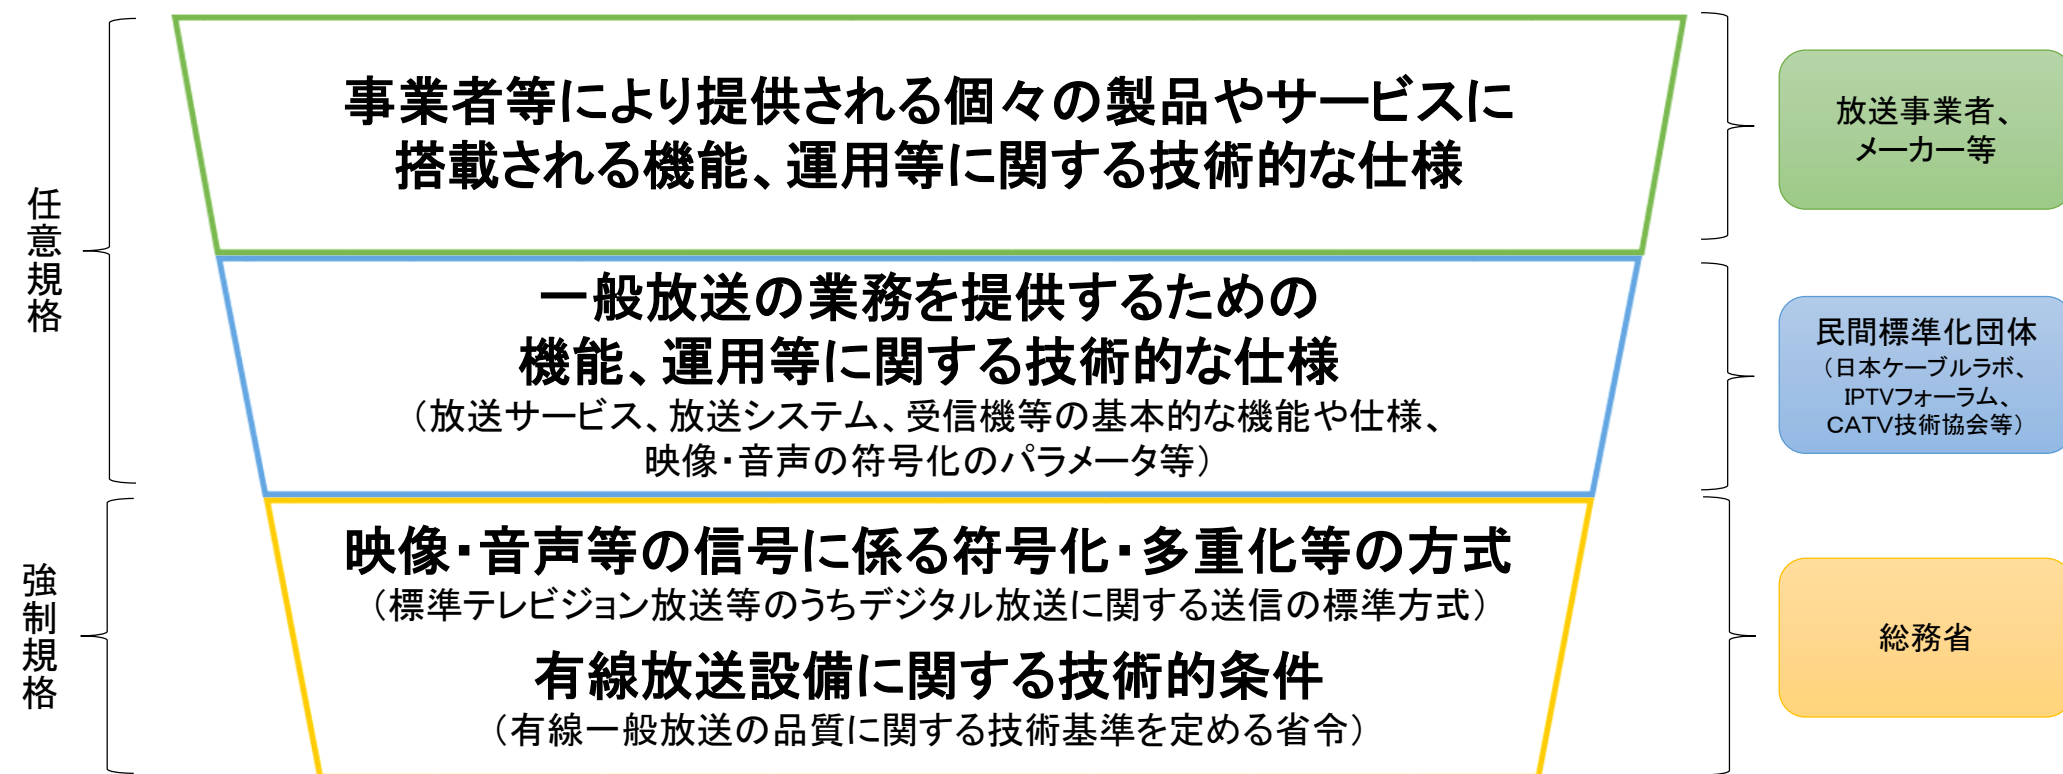 任意規格
事業者等により提供される個々の製品やサービスに
搭載される機能、運用等に関する技術的な仕様
放送事業者、
メーカー等
一般放送の業務を提供するための
機能、運用等に関する技術的な仕様
（放送サービス、放送システム、受信機等の基本的な機能や仕様、
映像・音声の符号化のパラメータ等）
民間標準化団体
（日本ケーブルラボ、
IPTVフォーラム、
CATV技術協会等）
強制規格
映像・音声等の信号に係る符号化・多重化等の方式
（標準テレビジョン放送等のうちデジタル放送に関する送信の標準方式）
有線放送設備に関する技術的条件
（有線一般放送の品質に関する技術基準を定める省令）
総務省